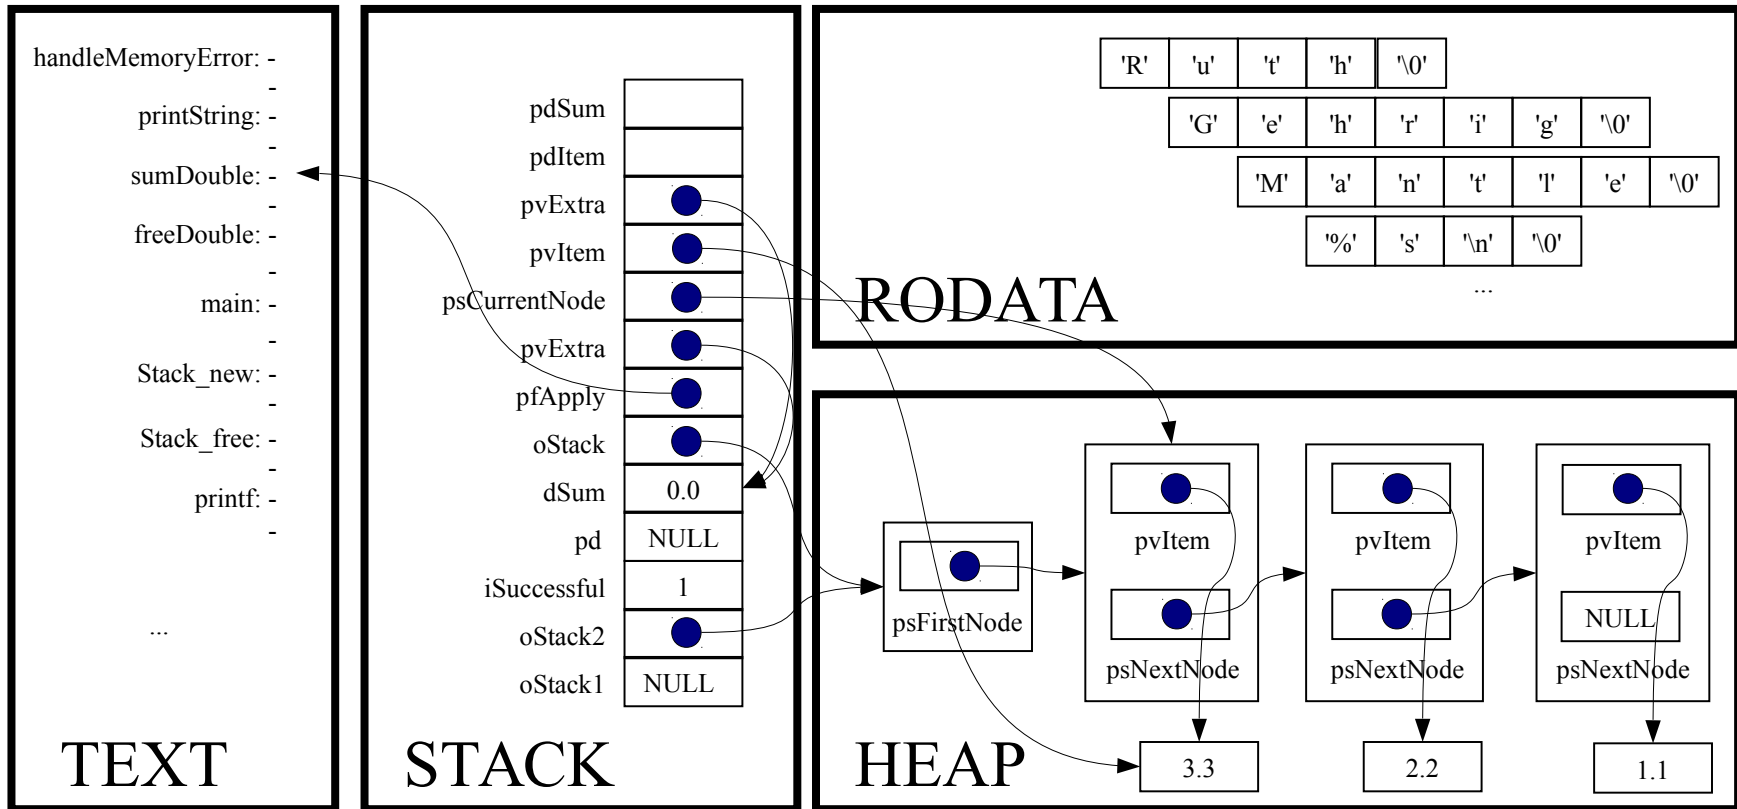 handleMemoryError: -
-
printString: -
-
sumDouble: -
-
freeDouble: -
-
main: -
-
Stack_new: -
-
Stack_free: -
-
printf: -
-
...
TEXT
pdSum
pdItem
pvExtra
pvItem
psCurrentNode
pvExtra
pfApply
oStack
dSum 0.0
pd NULL
iSuccessful 1
oStack2
oStack1 NULL
STACK
'R' 'u' 't' 'h' '\0'
'G' 'e' 'h' 'r' 'i' 'g' '\0'
'M' 'a' 'n' 't' 'l' 'e' '\0'
'%' 's' '\n' '\0'
...
RODATA
pvItem pvItem pvItem
psFirstNode NULL
psNextNode psNextNode psNextNode
3.3 2.2 1.1
HEAP